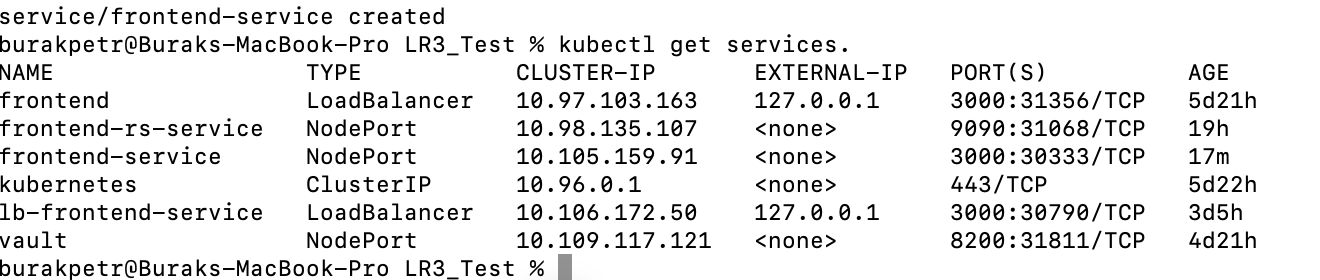 service/frontend-service created
burakpetr@Buraks-MacBook-Pro LR3_Test % kubectl get services.
NAME TYPE CLUSTER-IP EXTERNAL-IP PORT(S) AGE
frontend LoadBalancer 10.97.103.163 127.0.0.1 3000:31356/TCP 5d21h
frontend-rs-service NodePort 10.98.135.107 <none> 9090:31068/TCP 19h
frontend-service NodePort 10.105.159.91 <none> 3000:30333/TCP 17m
kubernetes ClusterIP 10.96.0.1 <none> 443/TCP 5d22h
lb-frontend-service LoadBalancer 10.106.172.50 127.0.0.1 3000:30790/TCP 3d5h
vault NodePort 10.109.117.121 <none> 8200:31811/TCP 4d21h
burakpetr@Buraks-MacBook-Pro LR3_Test %